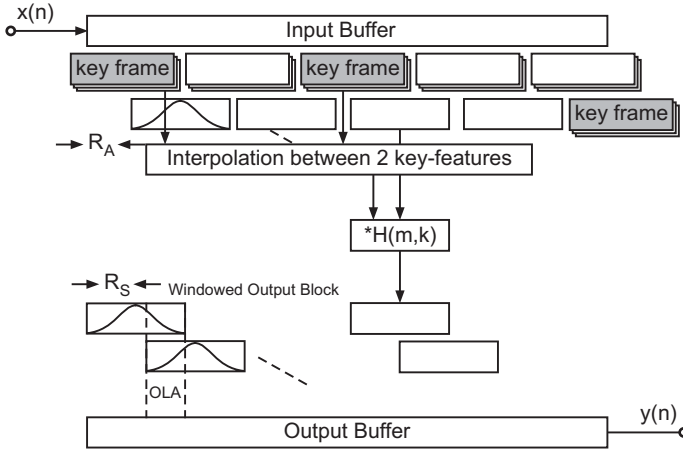 x(n)
Input Buffer
key frame
key frame
key frame
R_A
Interpolation between 2 key-features
*H(m,k)
R_S
Windowed Output Block
OLA
y(n)
Output Buffer